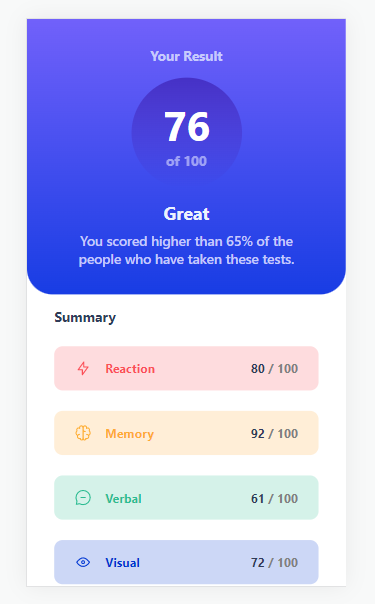 Your Result
76
of 100
Great
You scored higher than 65% of the
people who have taken these tests.
Summary
Reaction 80 / 100
Memory 92 / 100
Verbal 61 / 100
Visual 72 / 100